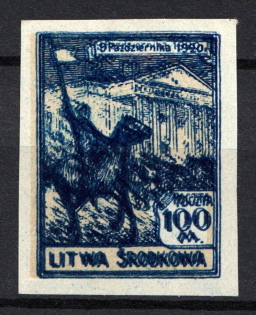 9 Października 1920
POCZTA
100
M.
LITWA ŚRODKOWA